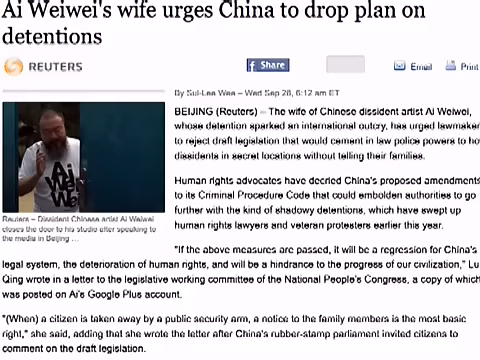 Ai Weiwei's wife urges China to drop plan on
detentions
REUTERS
Share
Email
Print
By Sui-Lee Wee – Wed Sep 28, 6:12 am ET
BEIJING (Reuters) – The wife of Chinese dissident artist Ai Weiwei,
whose detention sparked an international outcry, has urged lawmaker
to reject draft legislation that would cement in law police powers to ho
dissidents in secret locations without telling their families.
Ai
Wei
We
Reuters – Dissident Chinese artist Ai Weiwei
closes the door to his studio after speaking to
the media in Beijing ...
Human rights advocates have decried China's proposed amendments
to its Criminal Procedure Code that could embolden authorities to go
further with the kind of shadowy detentions, which have swept up
human rights lawyers and veteran protesters earlier this year.
"If the above measures are passed, it will be a regression for China's
legal system, the deterioration of human rights, and will be a hindrance to the progress of our civilization," Lu
Qing wrote in a letter to the legislative working committee of the National People's Congress, a copy of which
was posted on Ai's Google Plus account.
"(When) a citizen is taken away by a public security arm, a notice to the family members is the most basic
right," she said, adding that she wrote the letter after China's rubber-stamp parliament invited citizens to
comment on the draft legislation.